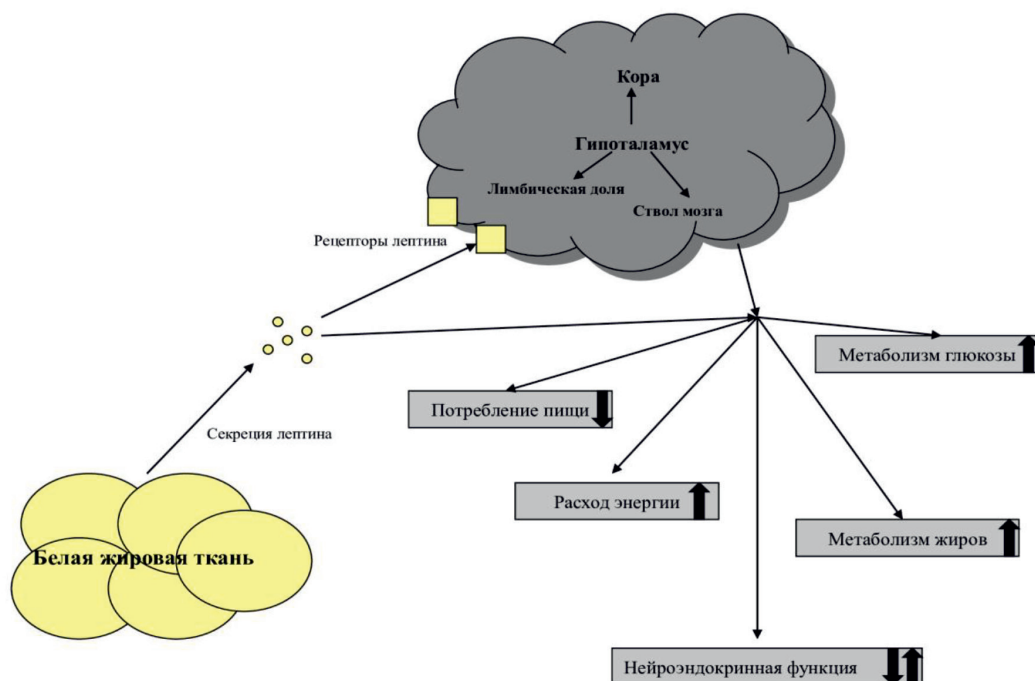 Кора
Гипоталамус
Лимбическая доля
Ствол мозга
Рецепторы лептина
Метаболизм глюкозы
Потребление пищи
Секреция лептина
Расход энергии
Метаболизм жиров
Белая жировая ткань
Нейроэндокринная функция